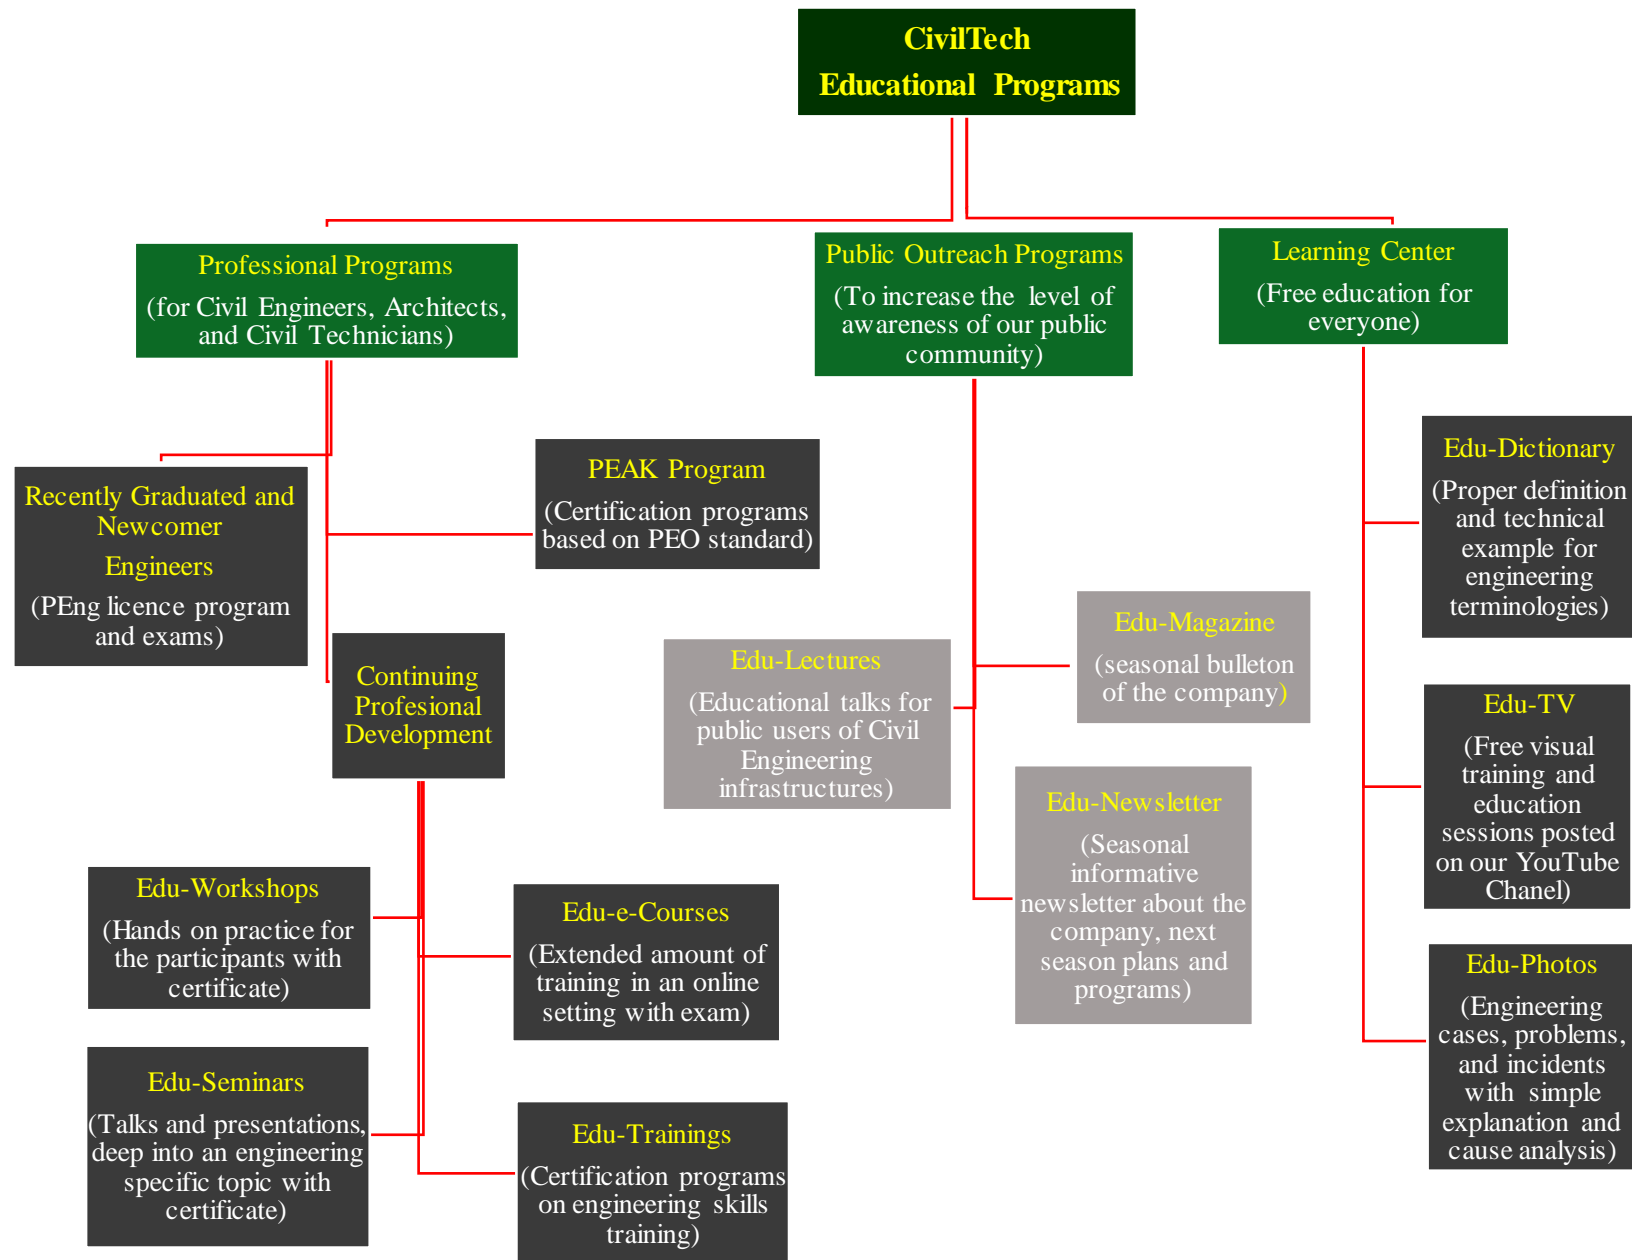 CivilTech
Educational Programs
Professional Programs
(for Civil Engineers, Architects,
and Civil Technicians)
Public Outreach Programs
(To increase the level of
awareness of our public
community)
Learning Center
(Free education for
everyone)
Recently Graduated and
Newcomer
Engineers
(PEng licence program
and exams)
PEAK Program
(Certification programs
based on PEO standard)
Continuing
Profesional
Development
Edu-Workshops
(Hands on practice for
the participants with
certificate)
Edu-e-Courses
(Extended amount of
training in an online
setting with exam)
Edu-Seminars
(Talks and presentations,
deep into an engineering
specific topic with
certificate)
Edu-Trainings
(Certification programs
on engineering skills
training)
Edu-Lectures
(Educational talks for
public users of Civil
Engineering
infrastructures)
Edu-Magazine
(seasonal bulleton
of the company)
Edu-Newsletter
(Seasonal
informative
newsletter about the
company, next
season plans and
programs)
Edu-Dictionary
(Proper definition
and technical
example for
engineering
terminologies)
Edu-TV
(Free visual
training and
education
sessions posted
on our YouTube
Chanel)
Edu-Photos
(Engineering
cases, problems,
and incidents
with simple
explanation and
cause analysis)